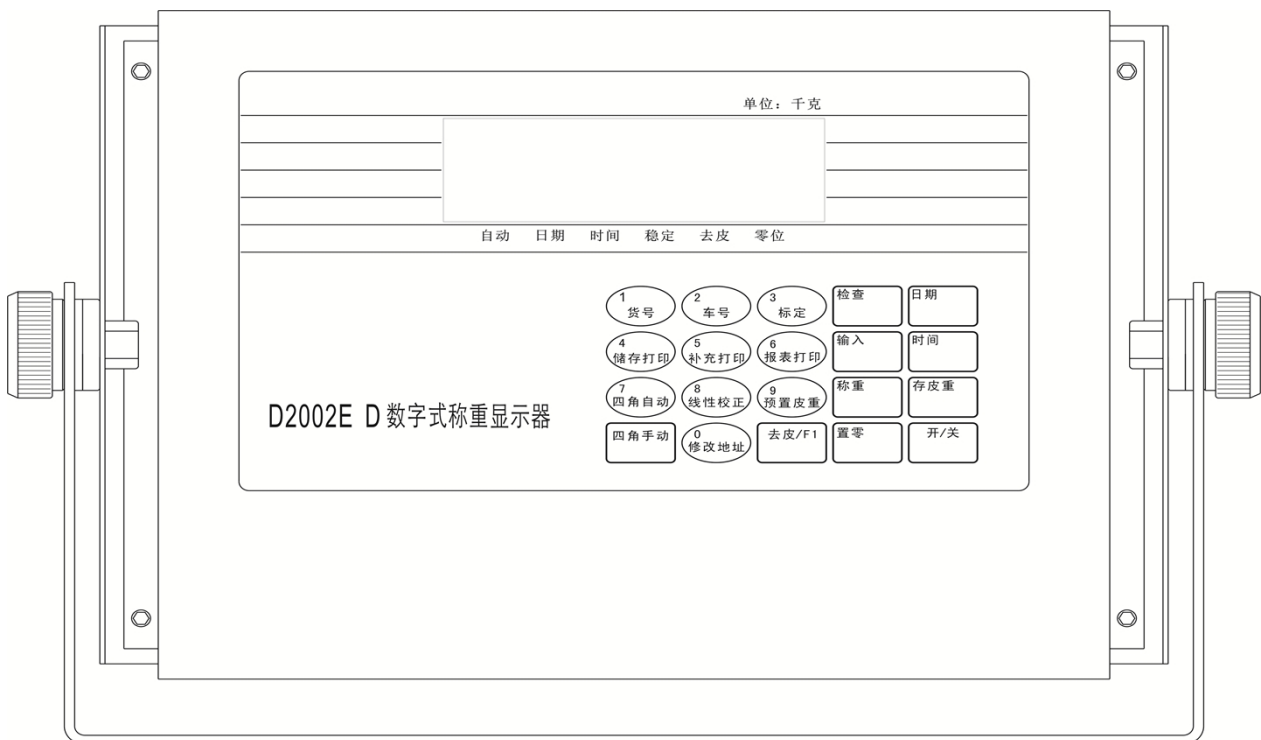 单位：千克
自动 日期 时间 稳定 去皮 零位
1 货号 2 车号 3 标定 检查 日期
4 储存打印 5 补充打印 6 报表打印 输入 时间
7 四角自动 8 线性校正 9 预置皮重 称重 存皮重
D2002E D 数字式称重显示器
四角手动 0 修改地址 去皮/F1 置零 开/关